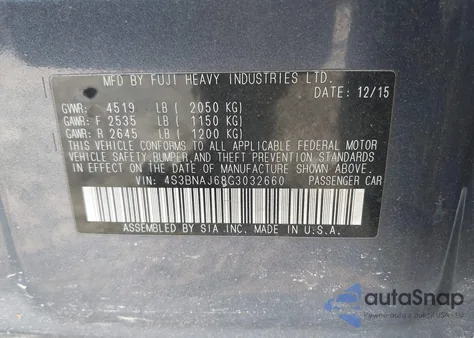 MFD BY FUJI HEAVY INDUSTRIES LTD.
DATE: 12/15
GVWR: 4519 LB ( 2050 KG)
GAWR: F 2535 LB ( 1150 KG)
GAWR: R 2645 LB ( 1200 KG)
THIS VEHICLE CONFORMS TO ALL APPLICABLE FEDERAL MOTOR
VEHICLE SAFETY, BUMPER, AND THEFT PREVENTION STANDARDS
IN EFFECT ON THE DATE OF MANUFACTURE SHOWN ABOVE.
VIN: 4S3BNAJ68G3032660 PASSENGER CAR
ASSEMBLED BY SIA INC. MADE IN U.S.A.
autoSnap